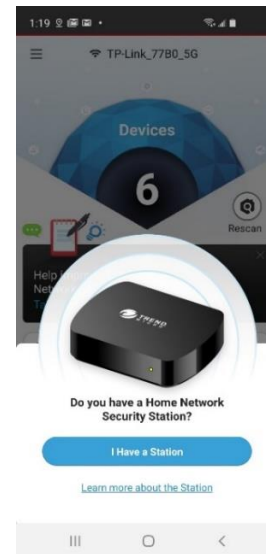 1:19
TP-Link_77B0_5G
Devices
6
Rescan
Help
Netw
TREND
MICRO
Do you have a Home Network
Security Station?
I Have a Station
Learn more about the Station